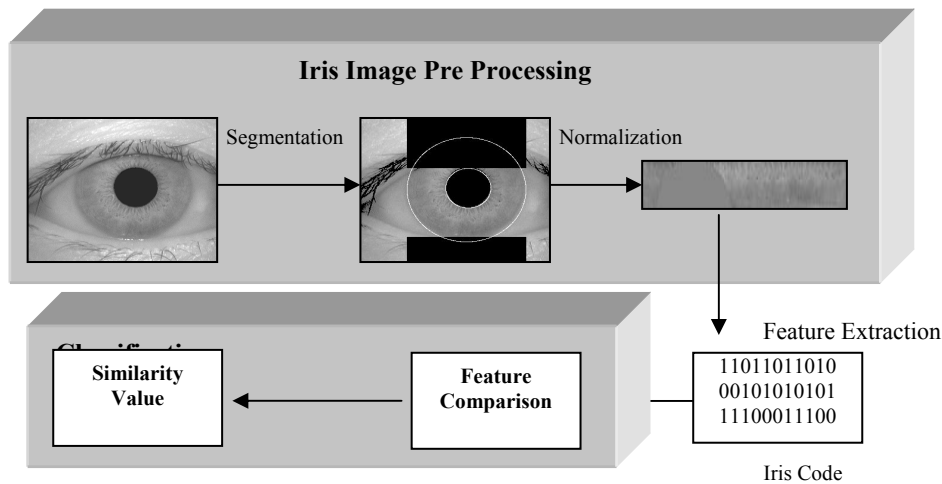 Iris Image Pre Processing
Segmentation
Normalization
Feature Extraction
11011011010
00101010101
11100011100
Iris Code
Feature
Comparison
Similarity
Value